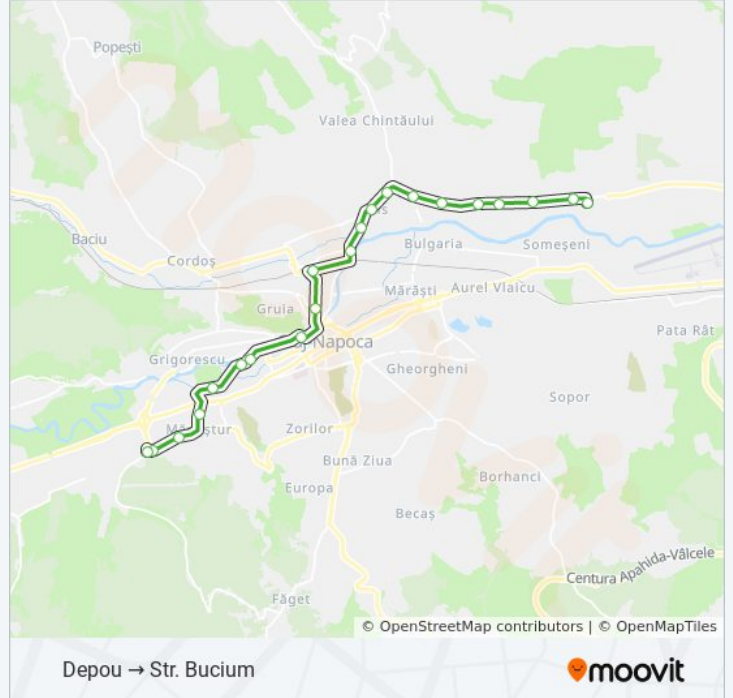 Popești
Valea Chintăului
Bulgaria
Someșeni
Baciu
Cordoș
Mărăști
Aurel Vlaicu
Gruia
Pata Rât
Napoca
Grigorescu
Gheorgheni
Sopor
Zorilor
Bună Ziua
Borhanci
Europa
Becaș
Centura Apahida-Vâlcele
Făget
© OpenStreetMap contributors | © OpenMapTiles
Depou → Str. Bucium
moovit